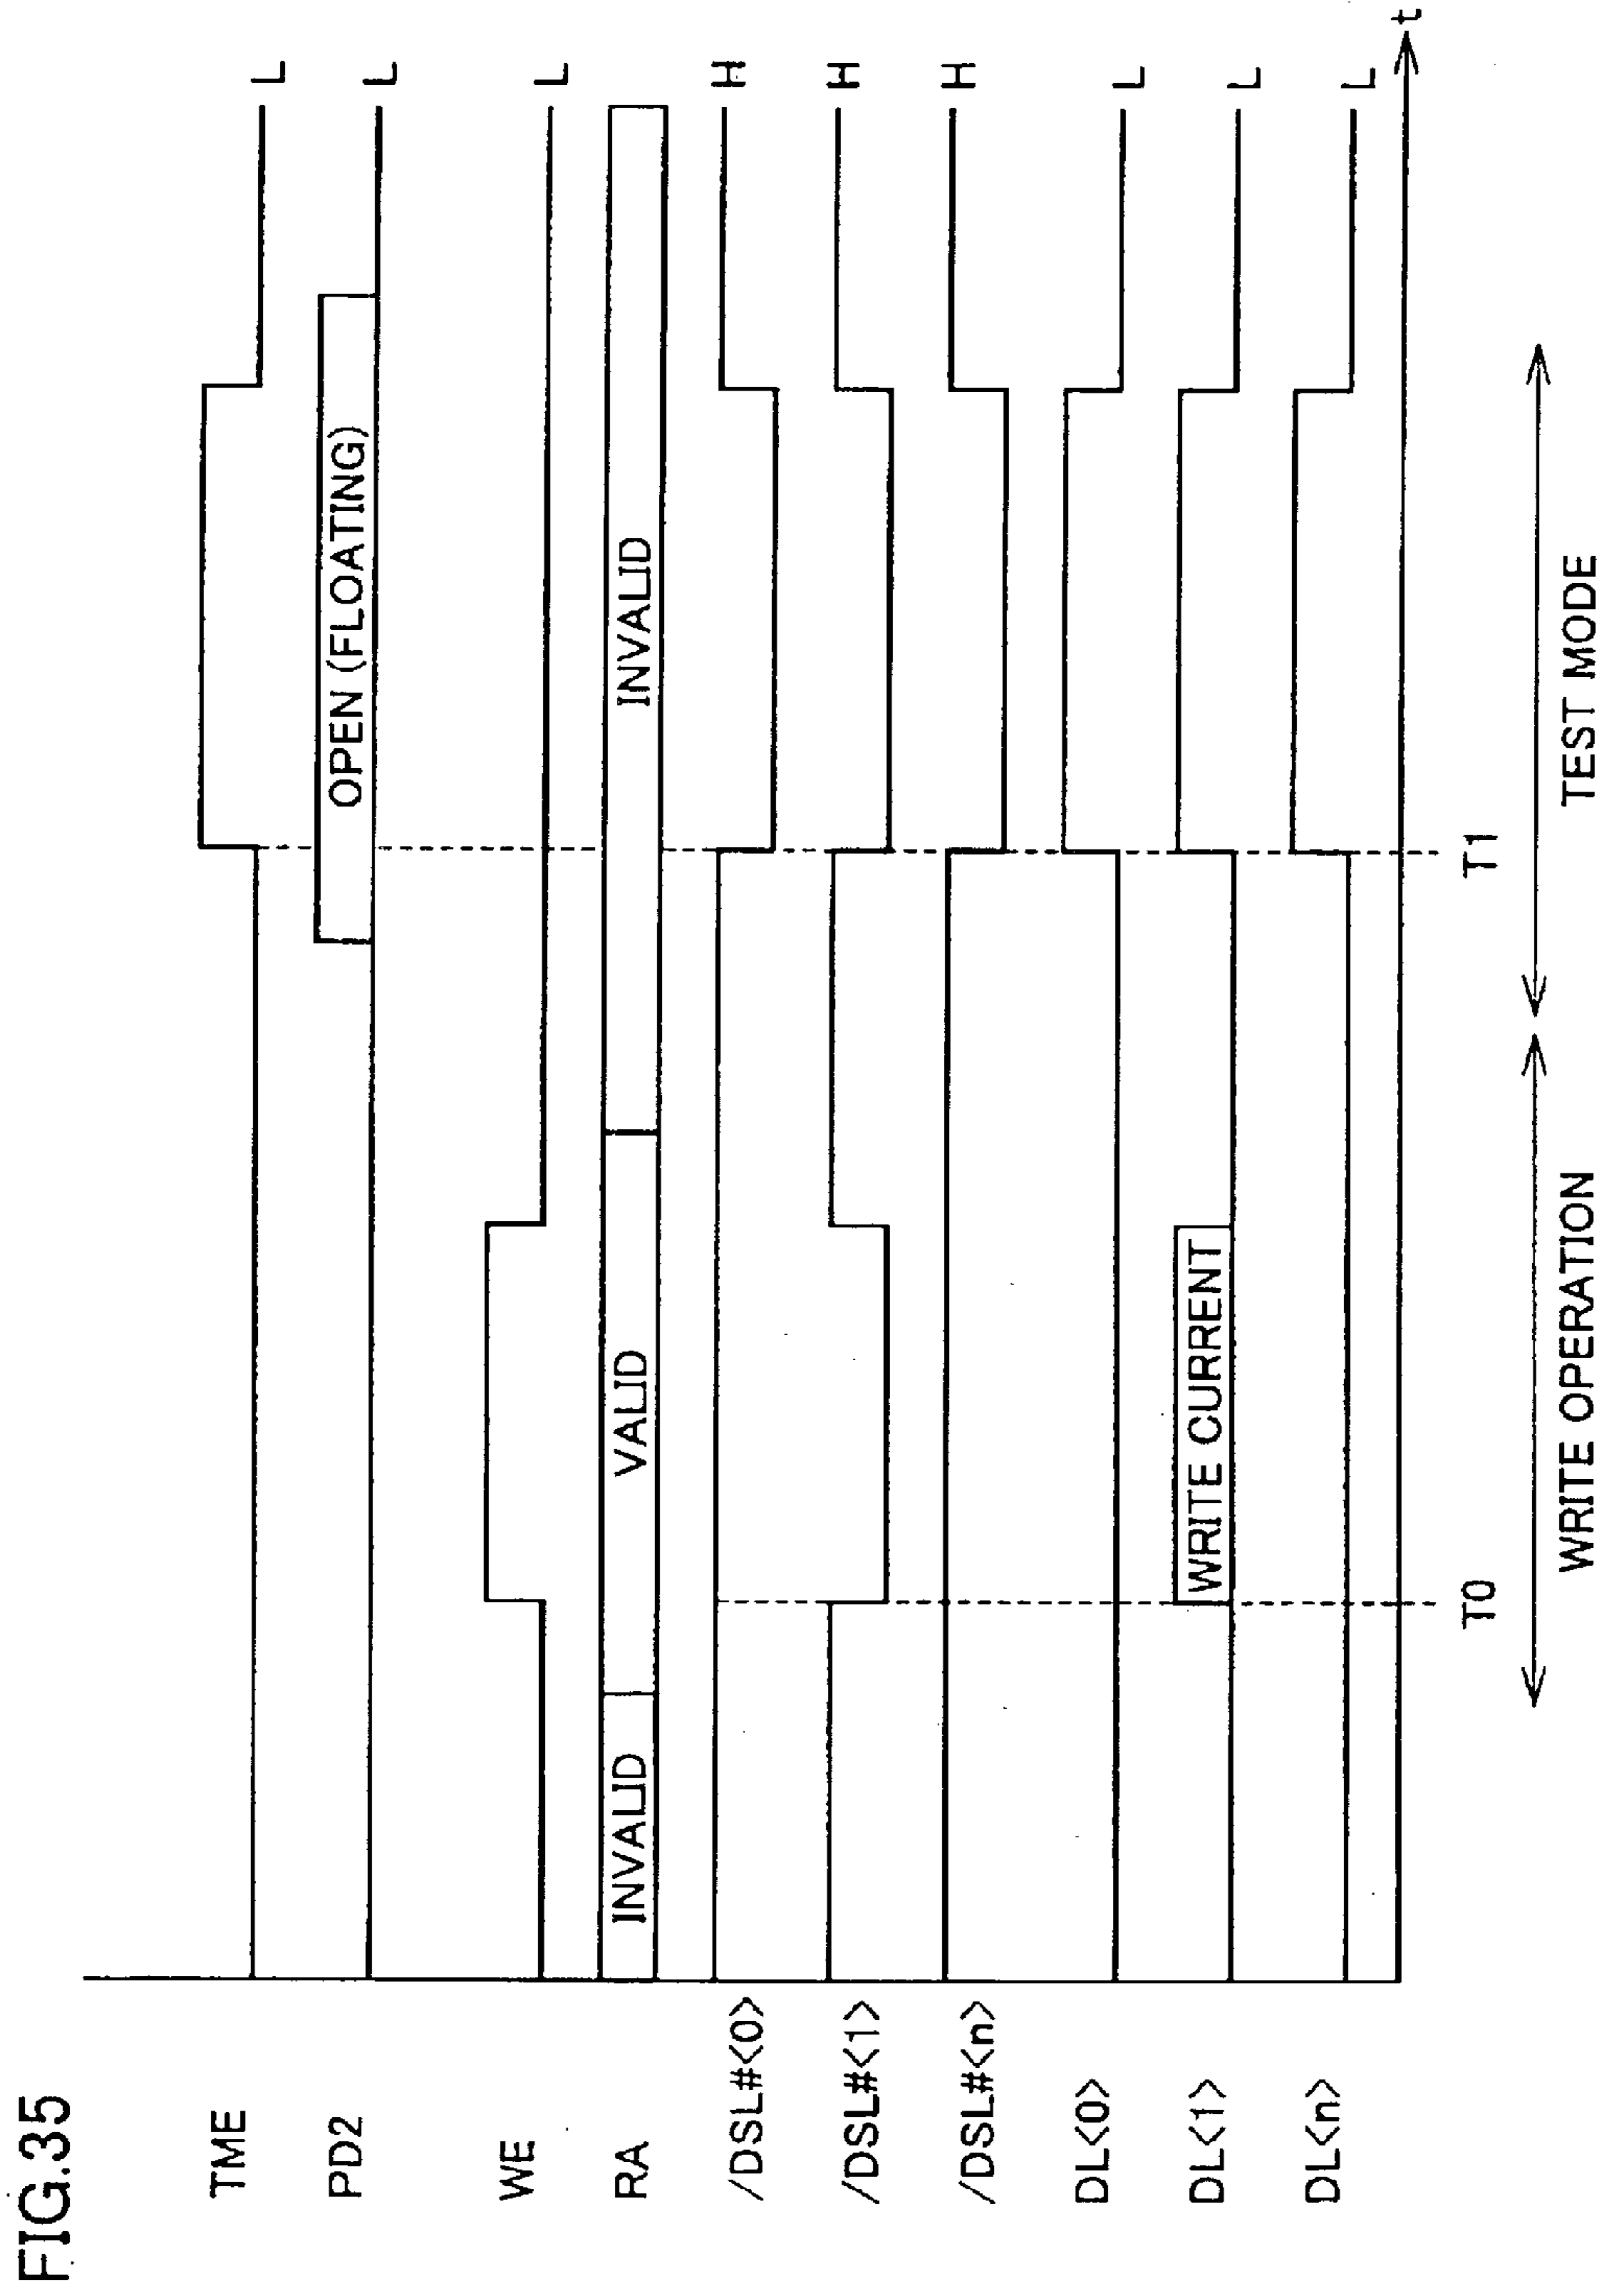 FIG.35
TME L
PD2 OPEN (FLOATING) L
WE L
RA INVALID VALID INVALID
/DSL#<0> H
/DSL#<1> H
/DSL#<n> H
DL<0> L
DL<1> WRITE CURRENT L
DL<n> L
t
T0 T1
WRITE OPERATION TEST MODE